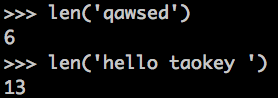 >>> len('qawsed')
6
>>> len('hello taokey ')
13